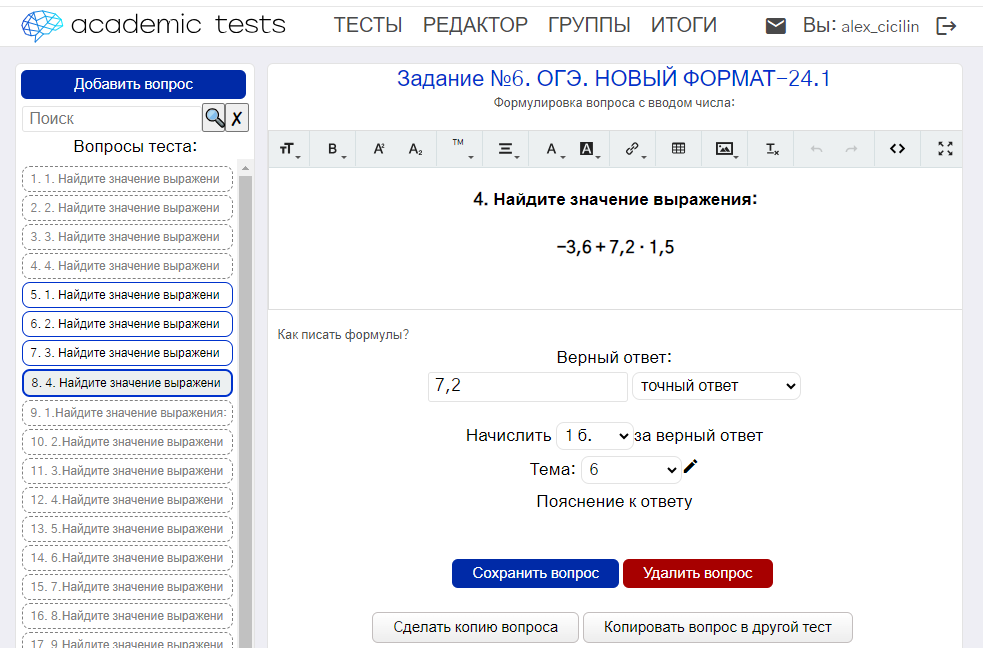 academic tests
ТЕСТЫ РЕДАКТОР ГРУППЫ ИТОГИ
Вы: alex_cicilin
Добавить вопрос
Поиск
X
Вопросы теста:
1. 1. Найдите значение выражени
2. 2. Найдите значение выражени
3. 3. Найдите значение выражени
4. 4. Найдите значение выражени
5. 1. Найдите значение выражени
6. 2. Найдите значение выражени
7. 3. Найдите значение выражени
8. 4. Найдите значение выражени
9. 1.Найдите значение выражения:
10. 2.Найдите значение выражени
11. 3.Найдите значение выражени
12. 4.Найдите значение выражени
13. 5.Найдите значение выражени
14. 6.Найдите значение выражени
15. 7.Найдите значение выражени
16. 8.Найдите значение выражени
17. 9.Найдите значение выражени
Задание №6. ОГЭ. НОВЫЙ ФОРМАТ-24.1
Формулировка вопроса с вводом числа:
тT B A² A₂ TM A A Tx <>
4. Найдите значение выражения:
−3,6 + 7,2 · 1,5
Как писать формулы?
Верный ответ:
7,2 точный ответ
Начислить 1 б. за верный ответ
Тема: 6
Пояснение к ответу
Сохранить вопрос Удалить вопрос
Сделать копию вопроса Копировать вопрос в другой тест